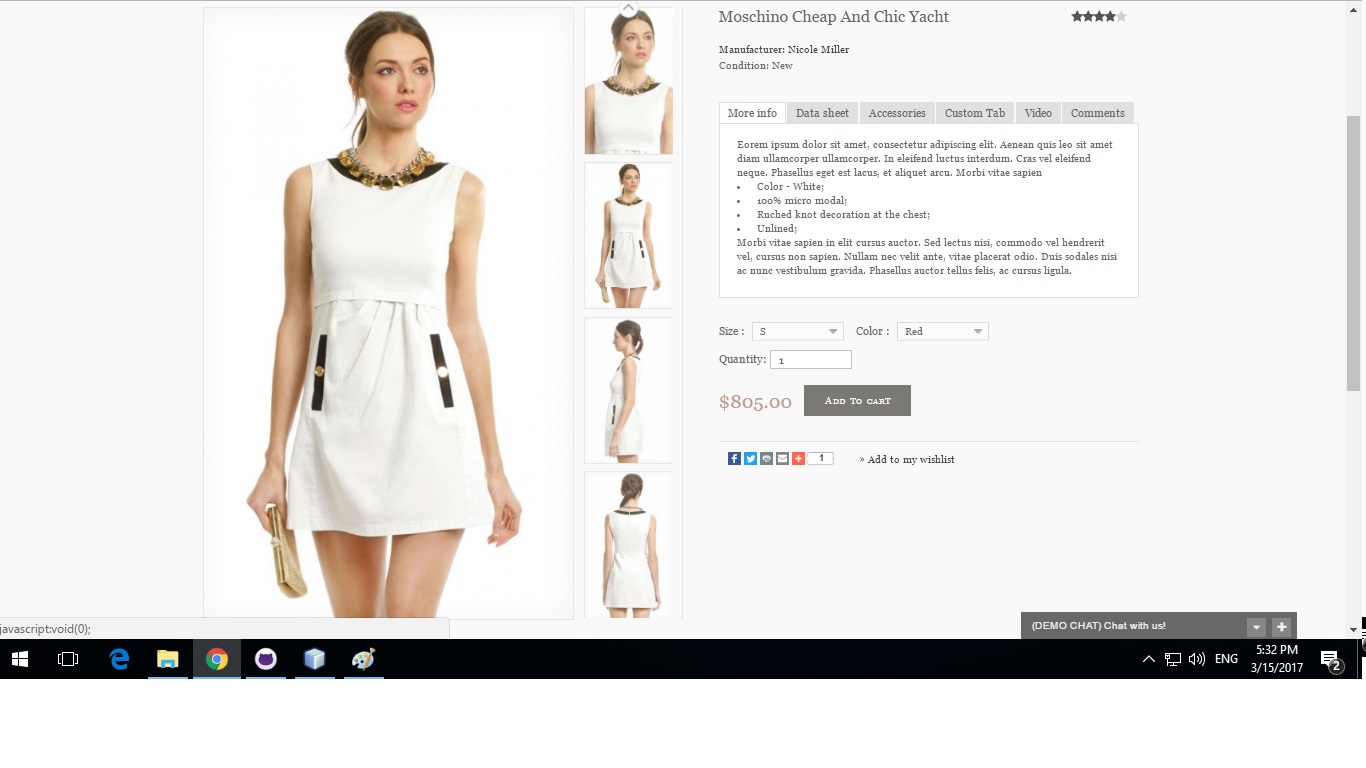 Moschino Cheap And Chic Yacht
Manufacturer: Nicole Miller
Condition: New
More info Data sheet Accessories Custom Tab Video Comments
Eorem ipsum dolor sit amet, consectetur adipiscing elit. Aenean quis leo sit amet
diam ullamcorper ullamcorper. In eleifend luctus interdum. Cras vel eleifend
neque. Phasellus eget est lacus, et aliquet arcu. Morbi vitae sapien
• Color - White;
• 100% micro modal;
• Ruched knot decoration at the chest;
• Unlined;
Morbi vitae sapien in elit cursus auctor. Sed lectus nisi, commodo vel hendrerit
vel, cursus non sapien. Nullam nec velit ante, vitae placerat odio. Duis sodales nisi
ac nunc vestibulum gravida. Phasellus auctor tellus felis, ac cursus ligula.
Size : S Color : Red
Quantity: 1
$805.00 Add To cart
1 » Add to my wishlist
(DEMO CHAT) Chat with us!
javascript:void(0);
ENG
5:32 PM
3/15/2017
2